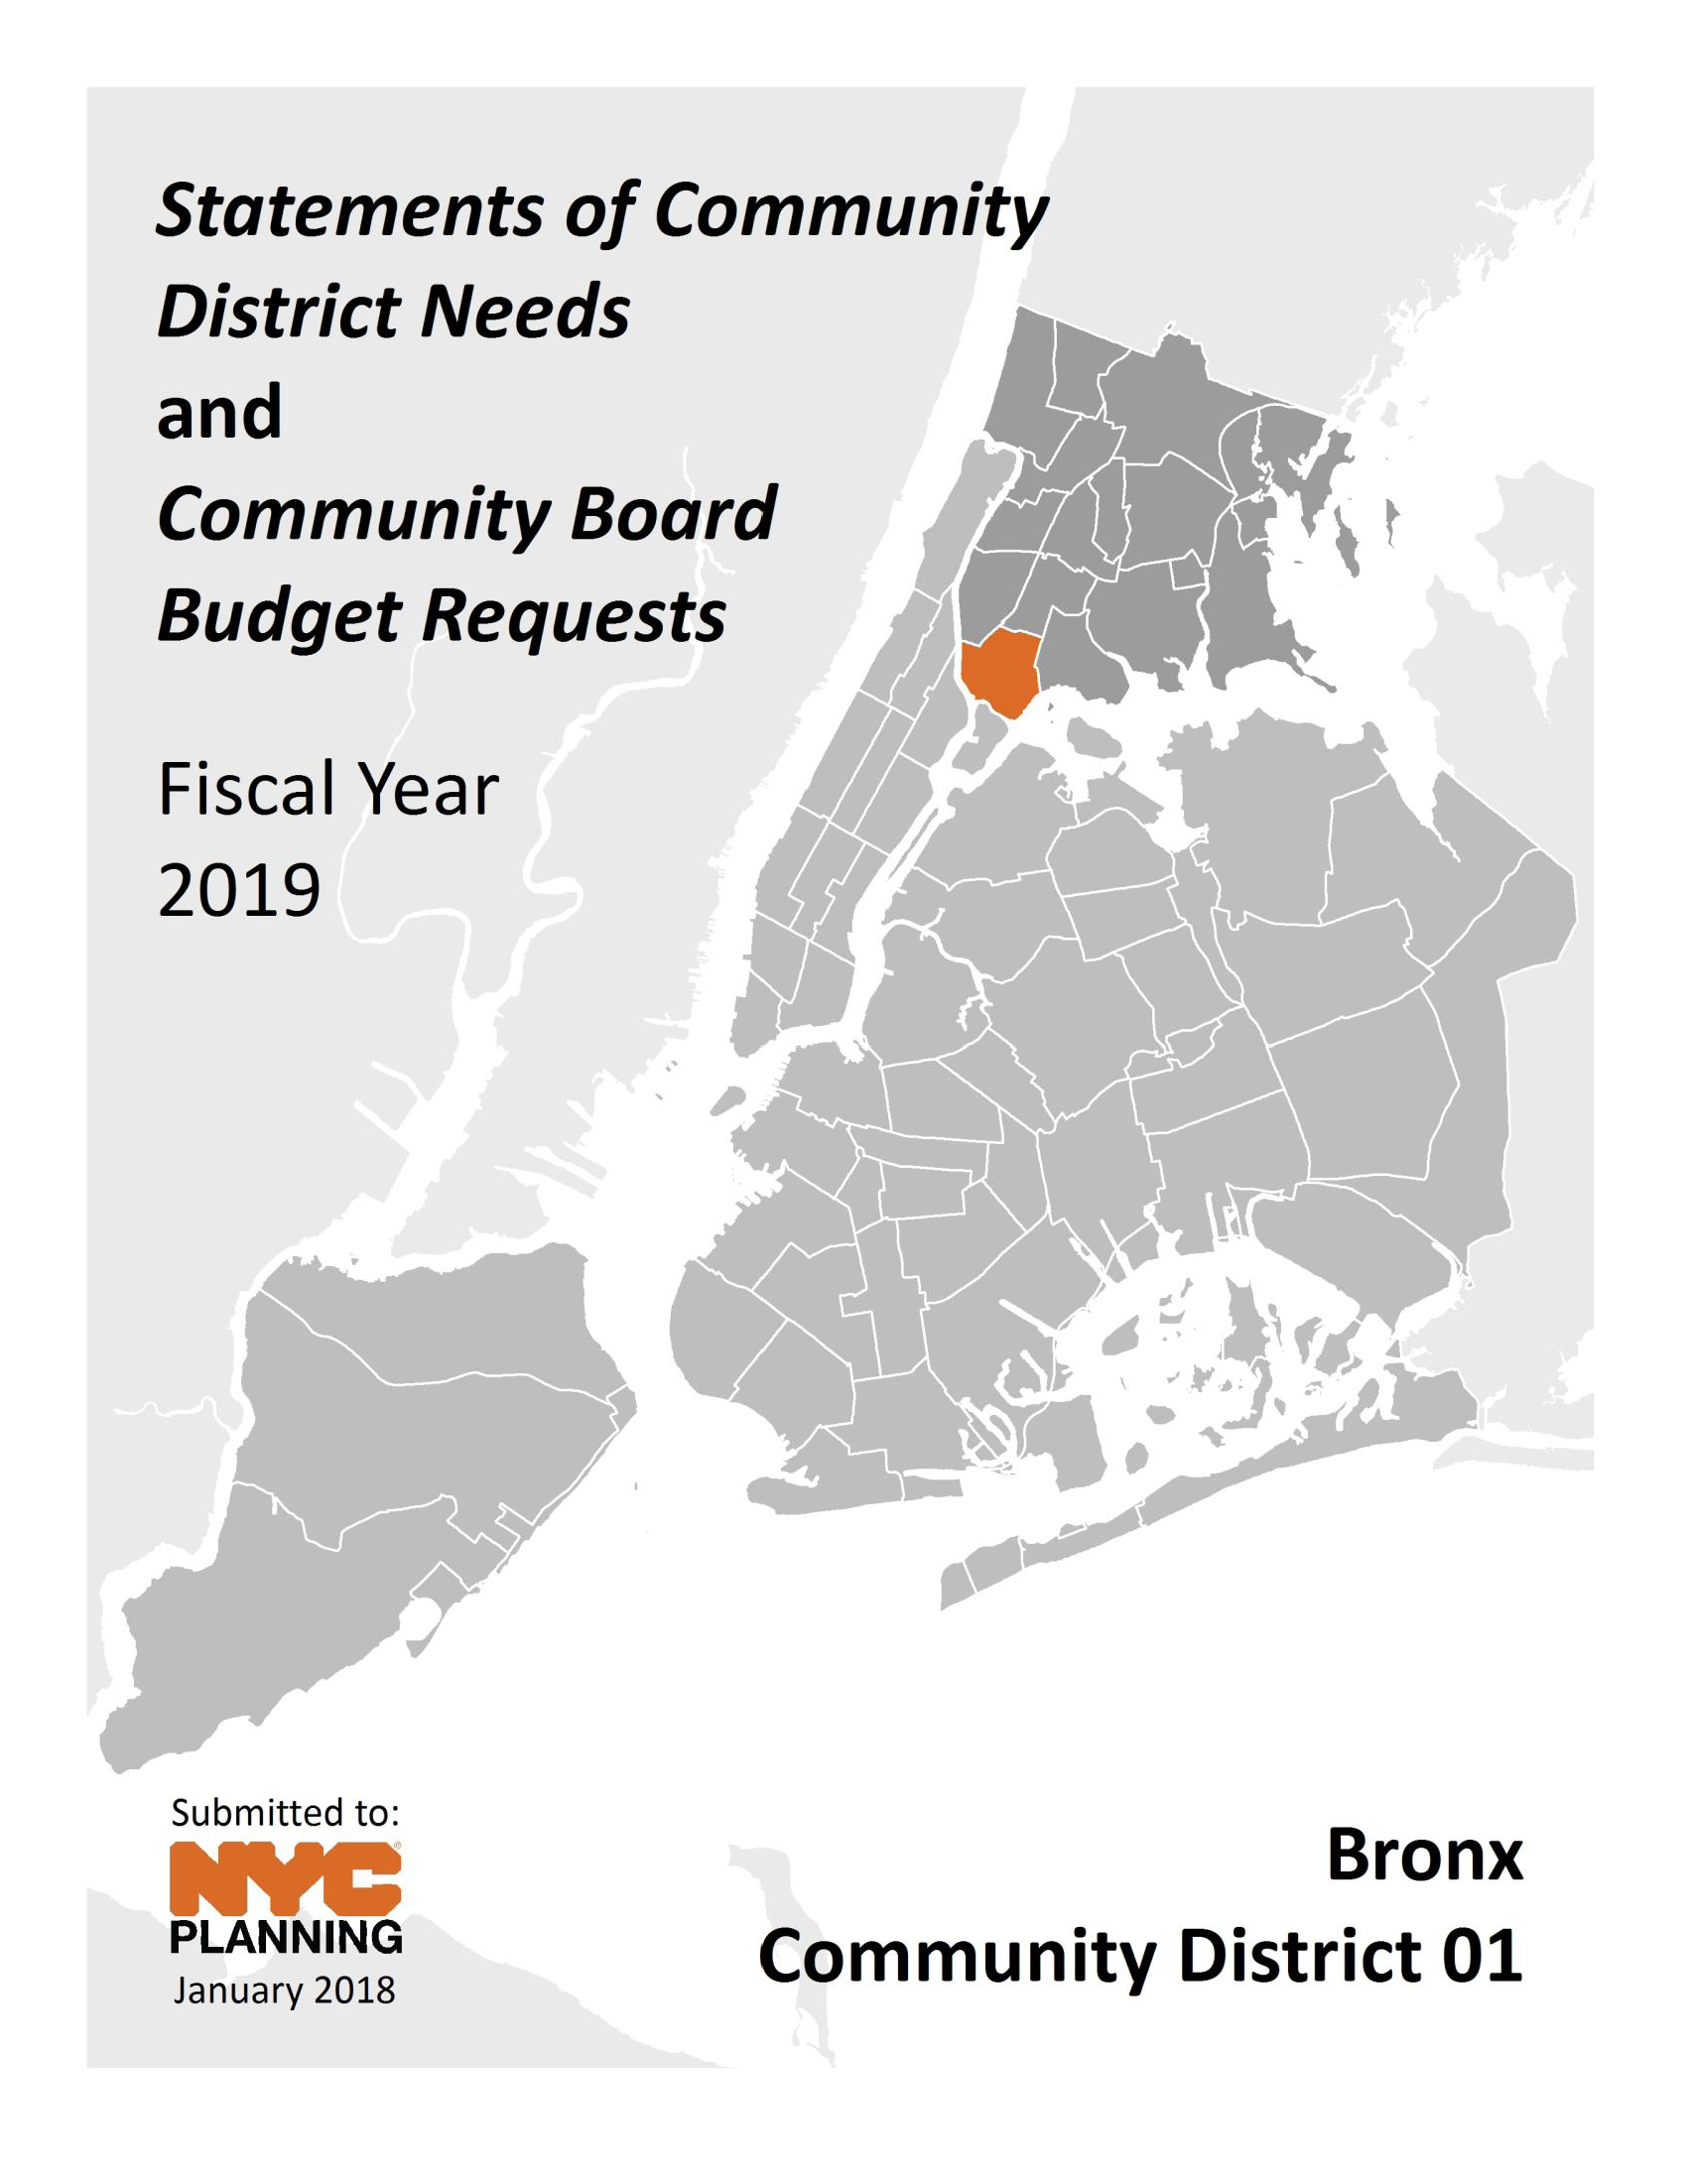 Statements of Community
District Needs
and
Community Board
Budget Requests
Fiscal Year
2019
Submitted to:
NYC®
PLANNING
January 2018
Bronx
Community District 01